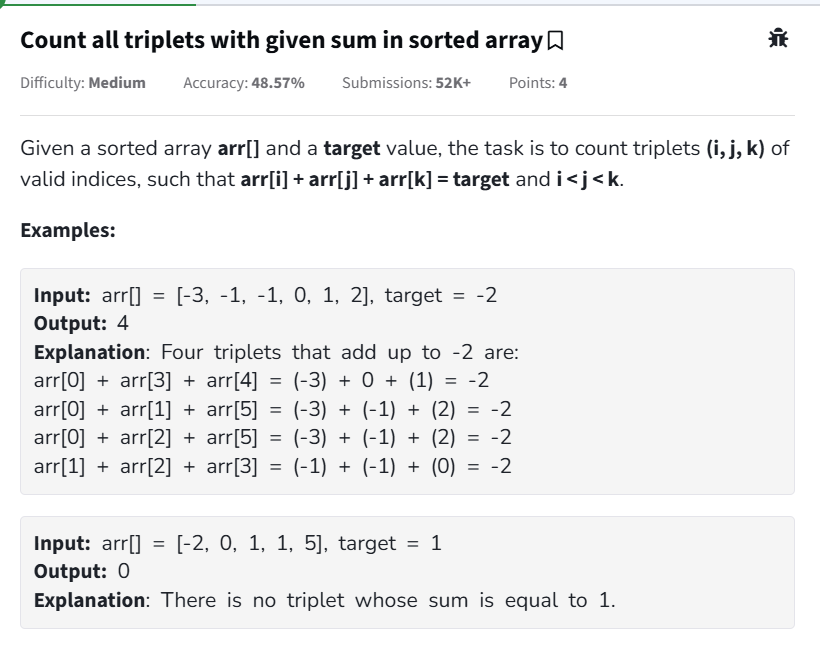 Count all triplets with given sum in sorted array
Difficulty: Medium Accuracy: 48.57% Submissions: 52K+ Points: 4
Given a sorted array arr[] and a target value, the task is to count triplets (i, j, k) of
valid indices, such that arr[i] + arr[j] + arr[k] = target and i < j < k.
Examples:
Input: arr[] = [-3, -1, -1, 0, 1, 2], target = -2
Output: 4
Explanation: Four triplets that add up to -2 are:
arr[0] + arr[3] + arr[4] = (-3) + 0 + (1) = -2
arr[0] + arr[1] + arr[5] = (-3) + (-1) + (2) = -2
arr[0] + arr[2] + arr[5] = (-3) + (-1) + (2) = -2
arr[1] + arr[2] + arr[3] = (-1) + (-1) + (0) = -2
Input: arr[] = [-2, 0, 1, 1, 5], target = 1
Output: 0
Explanation: There is no triplet whose sum is equal to 1.